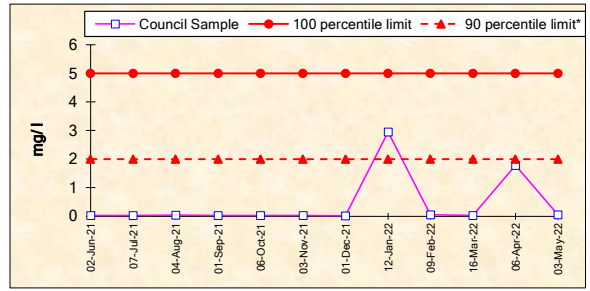 Council Sample 100 percentile limit 90 percentile limit*
6
5
4
3
2
1
0
mg/l
02-Jun-21
07-Jul-21
04-Aug-21
01-Sep-21
06-Oct-21
03-Nov-21
01-Dec-21
12-Jan-22
09-Feb-22
16-Mar-22
06-Apr-22
03-May-22